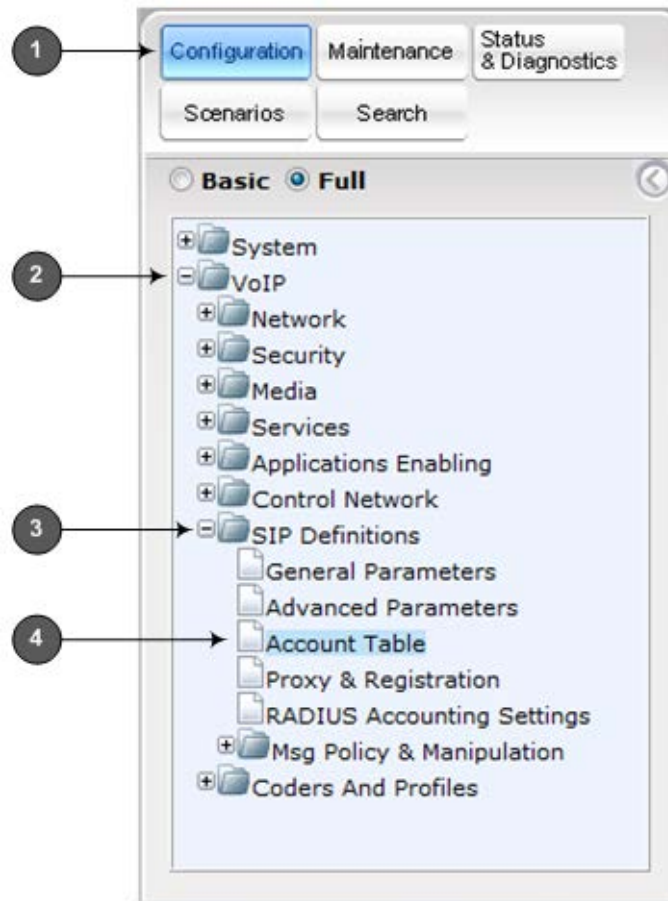 1
Configuration
Maintenance
Status
& Diagnostics
Scenarios
Search
Basic
Full
System
2
VoIP
Network
Security
Media
Services
Applications Enabling
Control Network
3
SIP Definitions
General Parameters
Advanced Parameters
4
Account Table
Proxy & Registration
RADIUS Accounting Settings
Msg Policy & Manipulation
Coders And Profiles